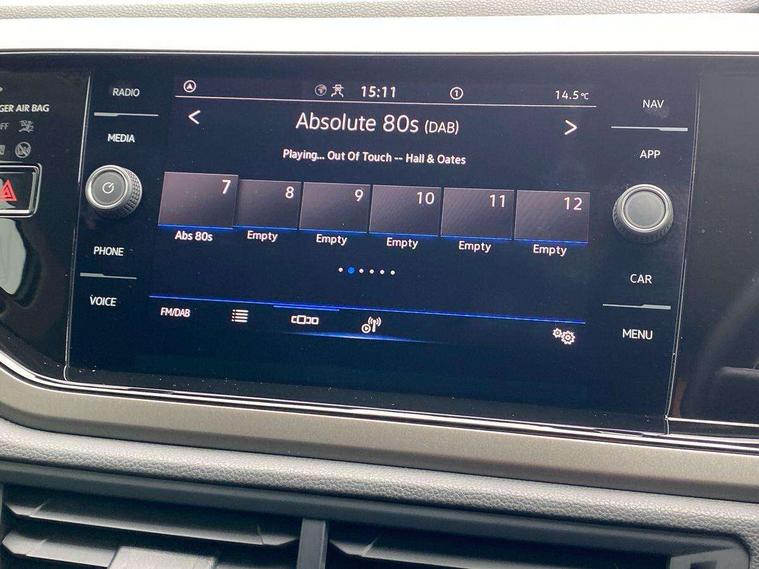 GER AIR BAG
OFF
RADIO
MEDIA
PHONE
VOICE
15:11
1
14.5°C
Absolute 80s (DAB)
Playing... Out Of Touch -- Hall & Oates
7 8 9 10 11 12
Abs 80s Empty Empty Empty Empty Empty
FM/DAB
NAV
APP
CAR
MENU